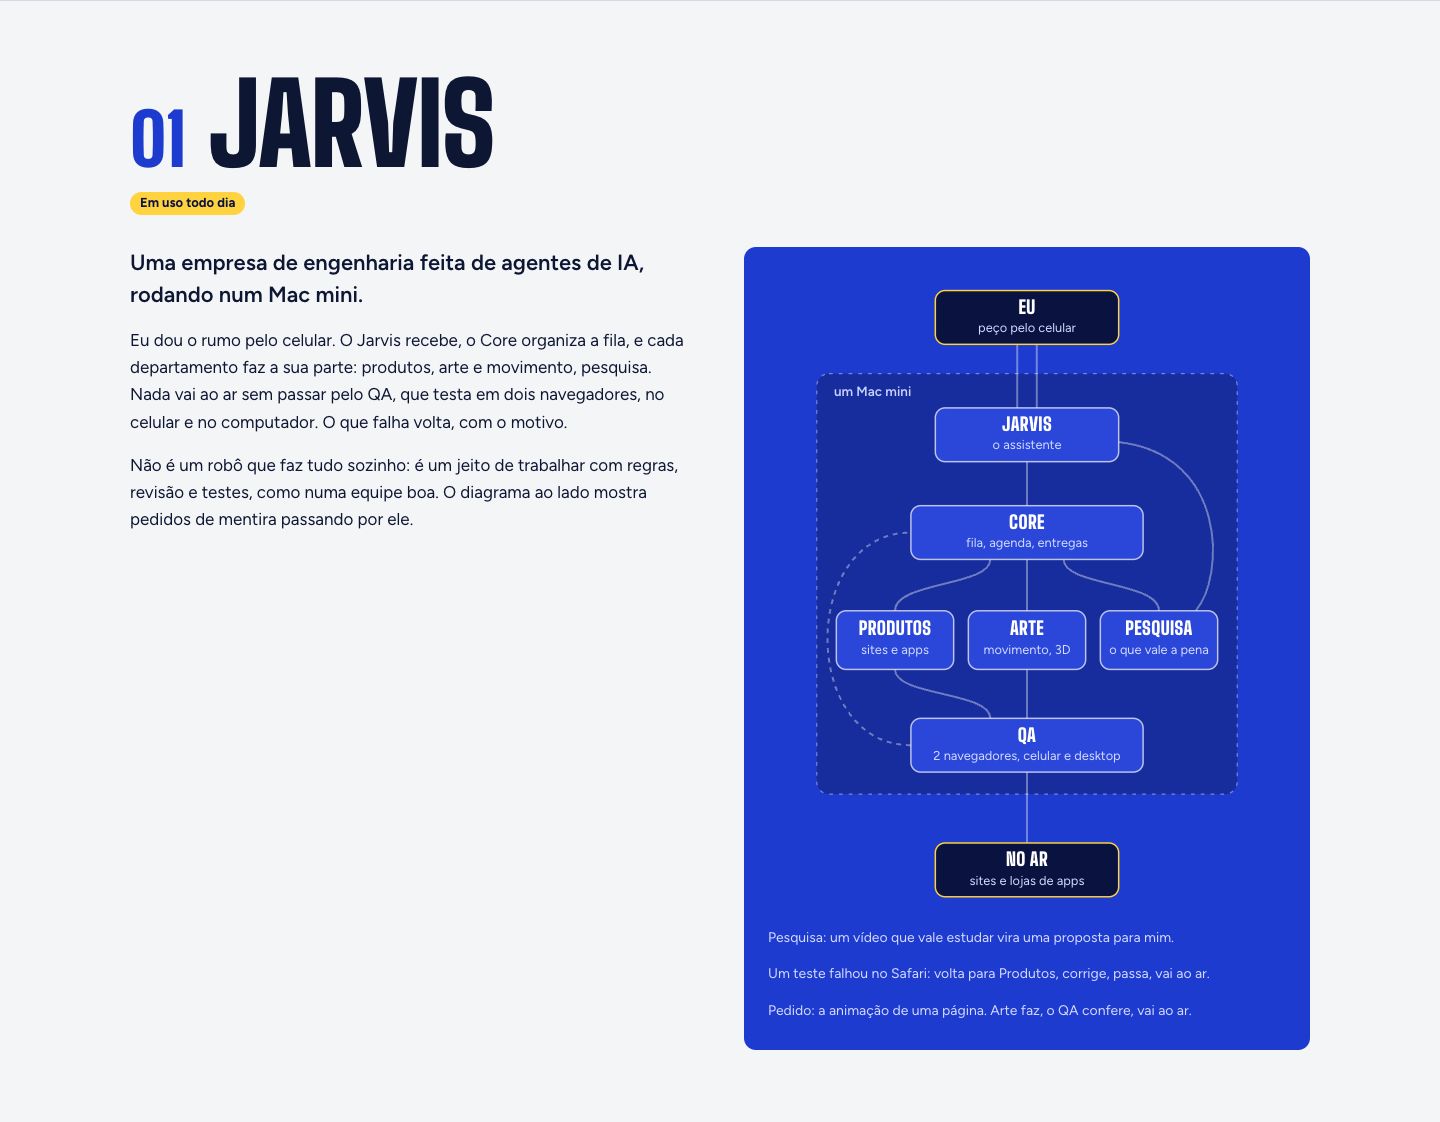 01 JARVIS
Em uso todo dia
Uma empresa de engenharia feita de agentes de IA,
rodando num Mac mini.
Eu dou o rumo pelo celular. O Jarvis recebe, o Core organiza a fila, e cada
departamento faz a sua parte: produtos, arte e movimento, pesquisa.
Nada vai ao ar sem passar pelo QA, que testa em dois navegadores, no
celular e no computador. O que falha volta, com o motivo.
Não é um robô que faz tudo sozinho: é um jeito de trabalhar com regras,
revisão e testes, como numa equipe boa. O diagrama ao lado mostra
pedidos de mentira passando por ele.
EU
peço pelo celular
um Mac mini
JARVIS
o assistente
CORE
fila, agenda, entregas
PRODUTOS
sites e apps
ARTE
movimento, 3D
PESQUISA
o que vale a pena
QA
2 navegadores, celular e desktop
NO AR
sites e lojas de apps
Pesquisa: um vídeo que vale estudar vira uma proposta para mim.
Um teste falhou no Safari: volta para Produtos, corrige, passa, vai ao ar.
Pedido: a animação de uma página. Arte faz, o QA confere, vai ao ar.